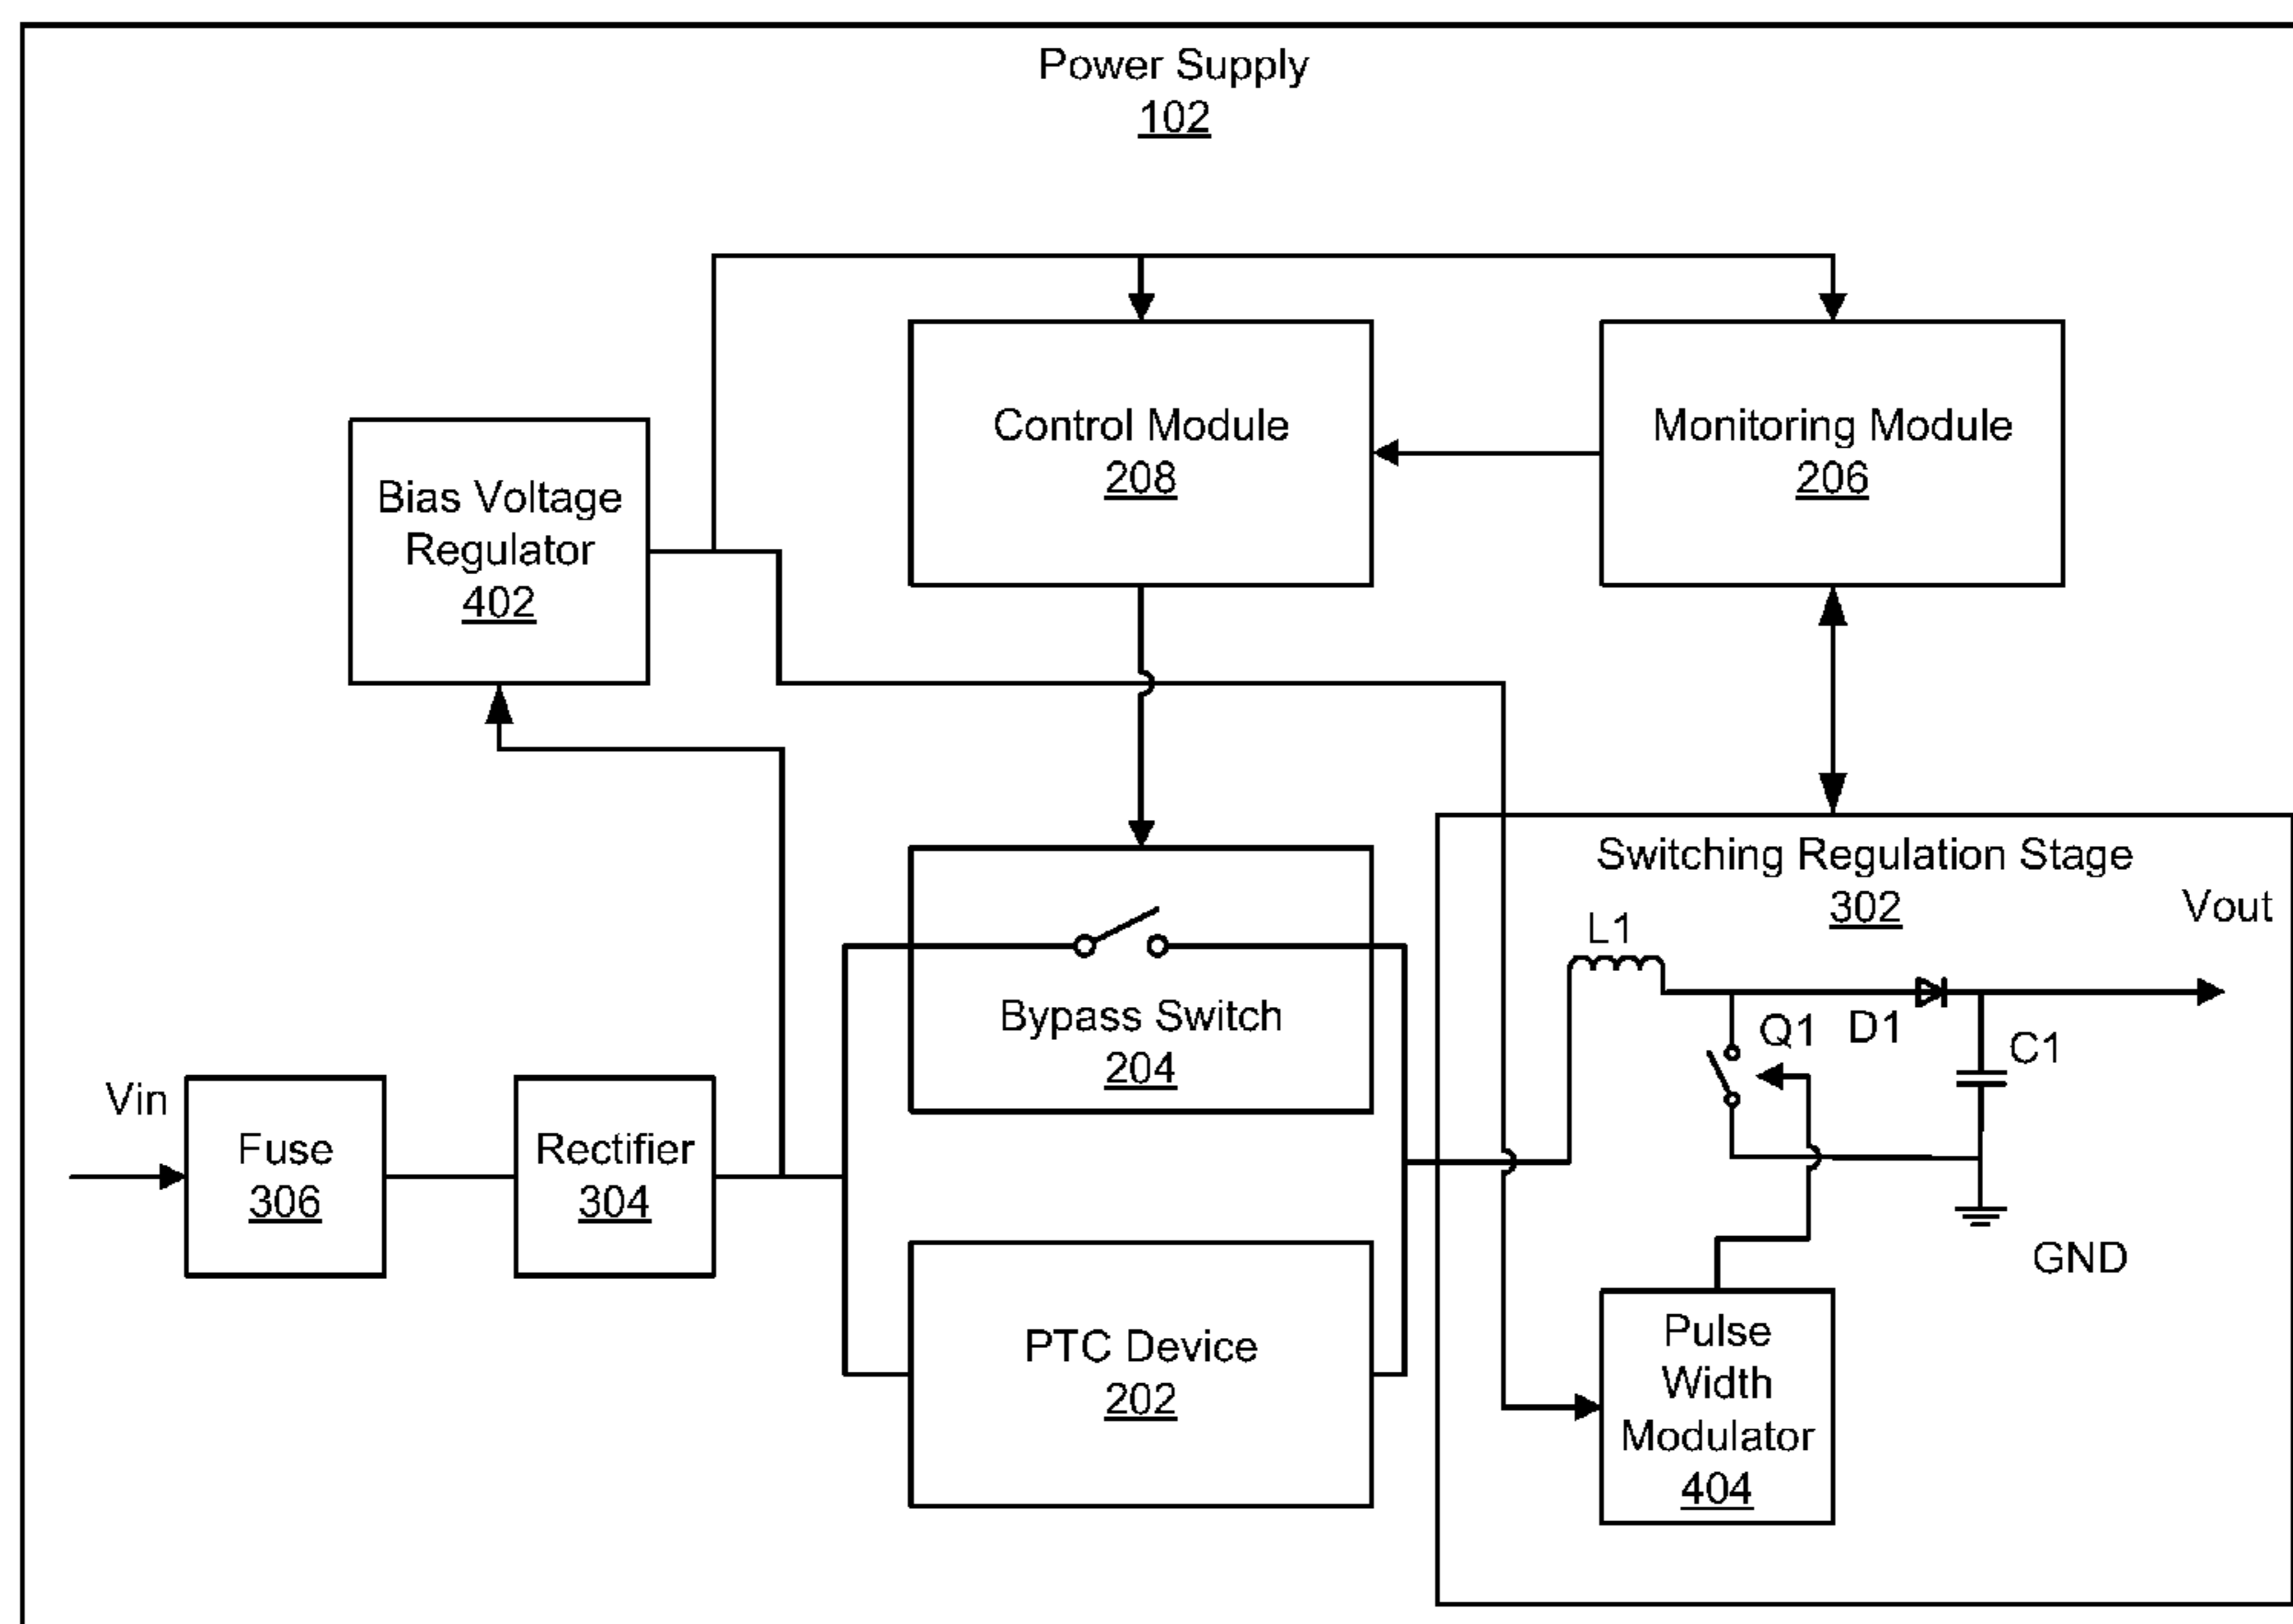 Power Supply
102
Control Module
208
Monitoring Module
206
Bias Voltage
Regulator
402
Switching Regulation Stage
302
Vout
L1
Bypass Switch
204
Q1
D1
C1
Vin
Fuse
306
Rectifier
304
GND
PTC Device
202
Pulse
Width
Modulator
404